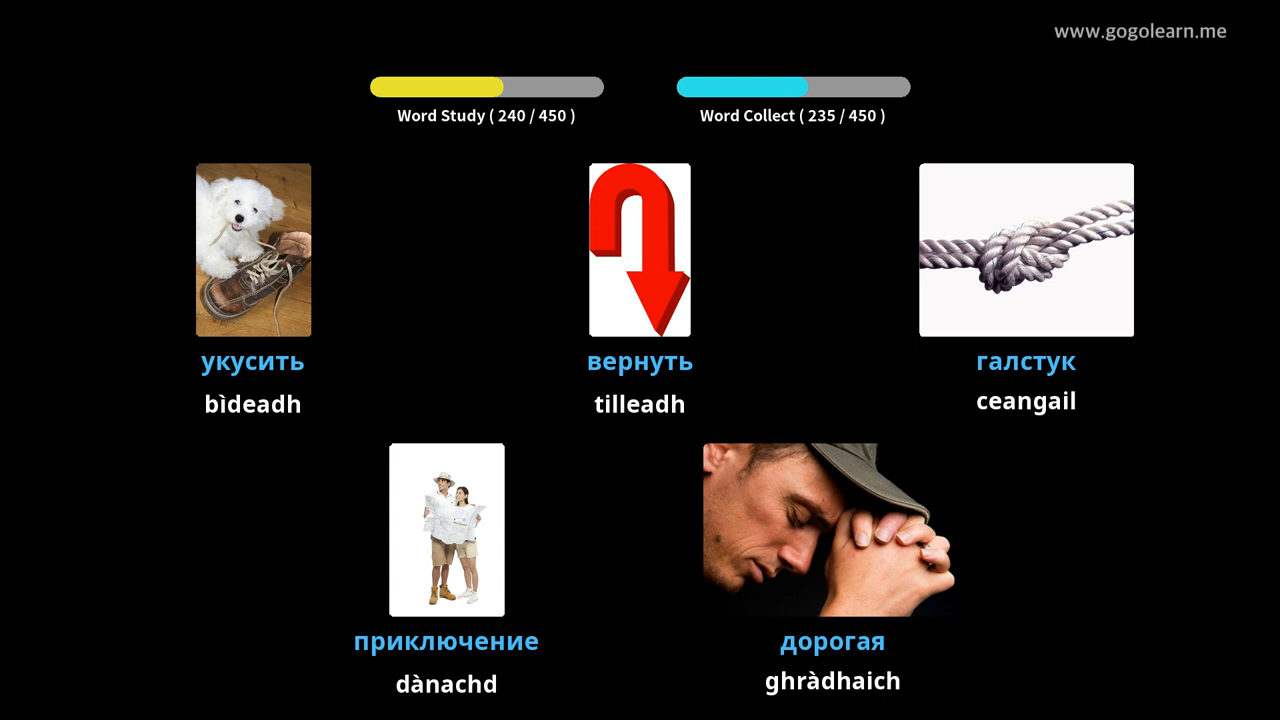 www.gogolearn.me
Word Study ( 240 / 450 )
Word Collect ( 235 / 450 )
укусить
вернуть
галстук
bìdeadh
tilleadh
ceangail
приключение
дорогая
dànachd
ghràdhaich